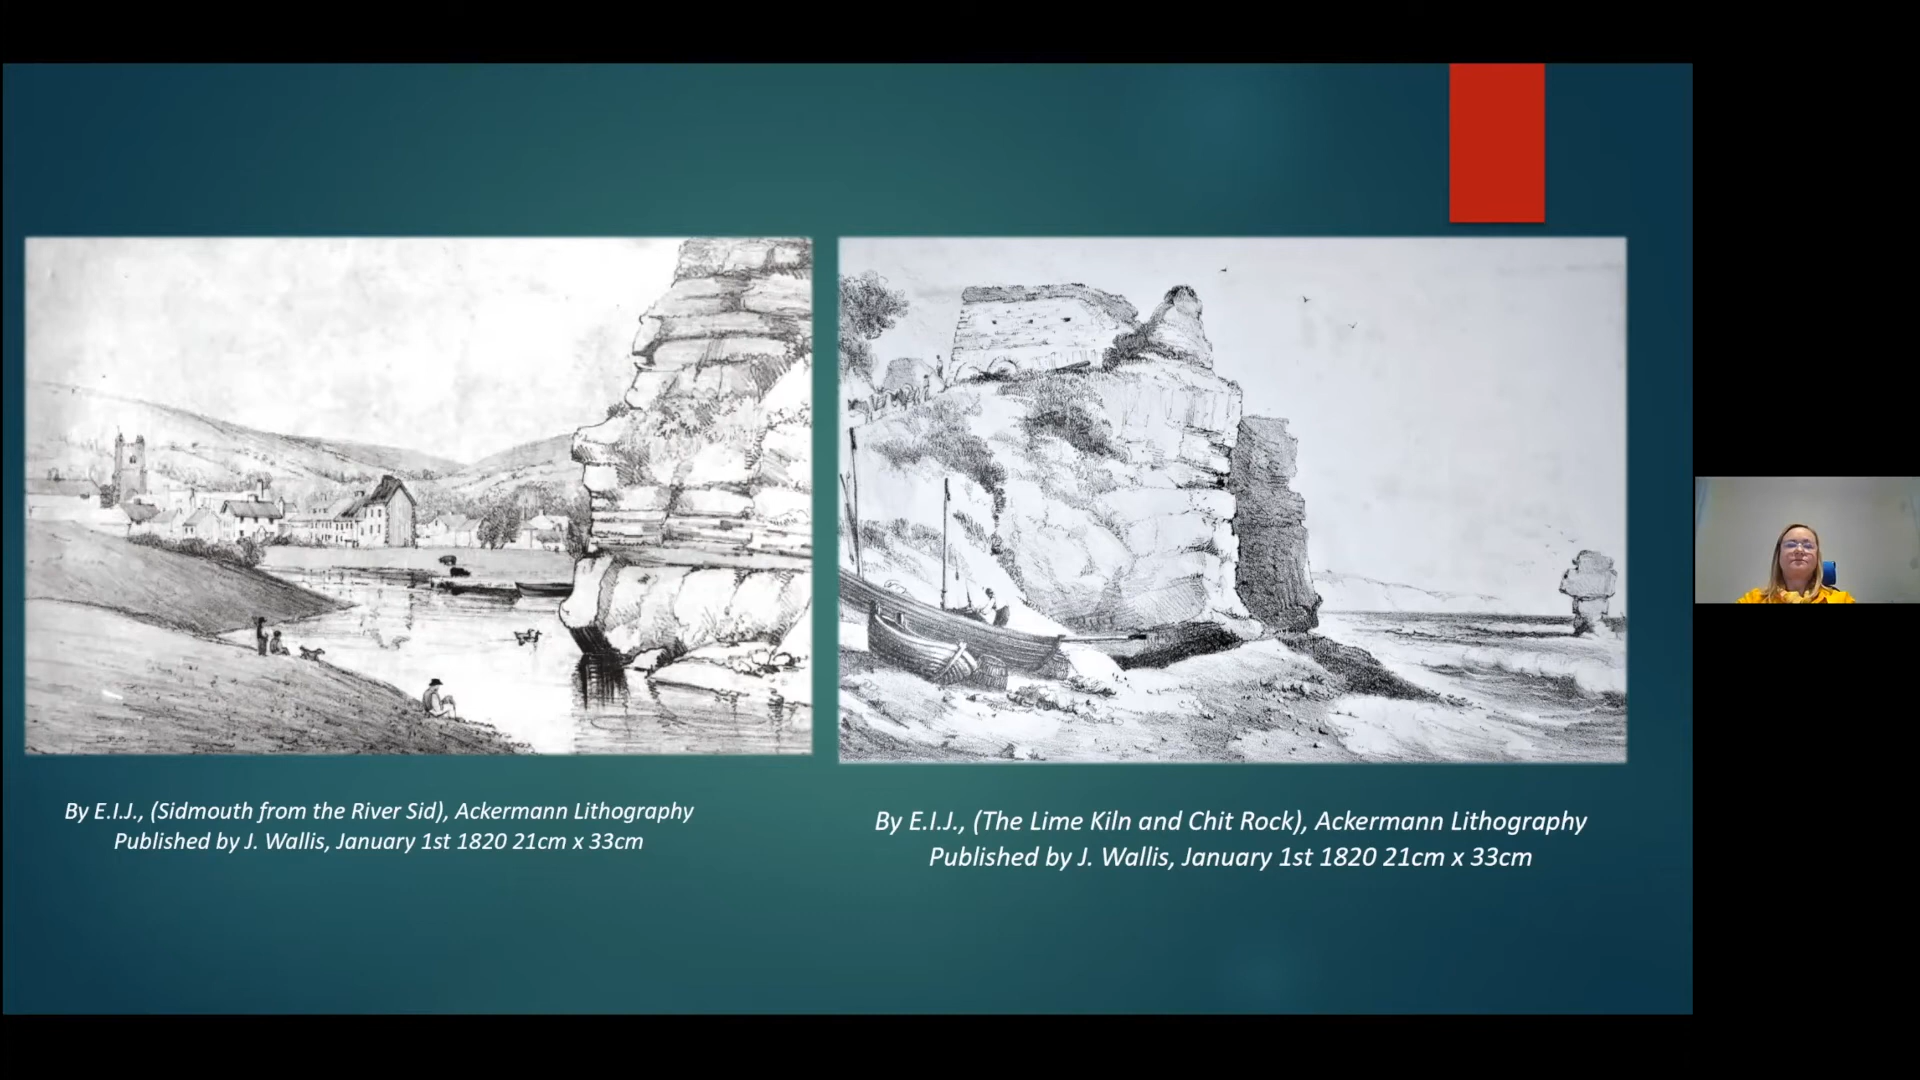 By E.I.J., (Sidmouth from the River Sid), Ackermann Lithography
Published by J. Wallis, January 1st 1820 21cm x 33cm
By E.I.J., (The Lime Kiln and Chit Rock), Ackermann Lithography
Published by J. Wallis, January 1st 1820 21cm x 33cm